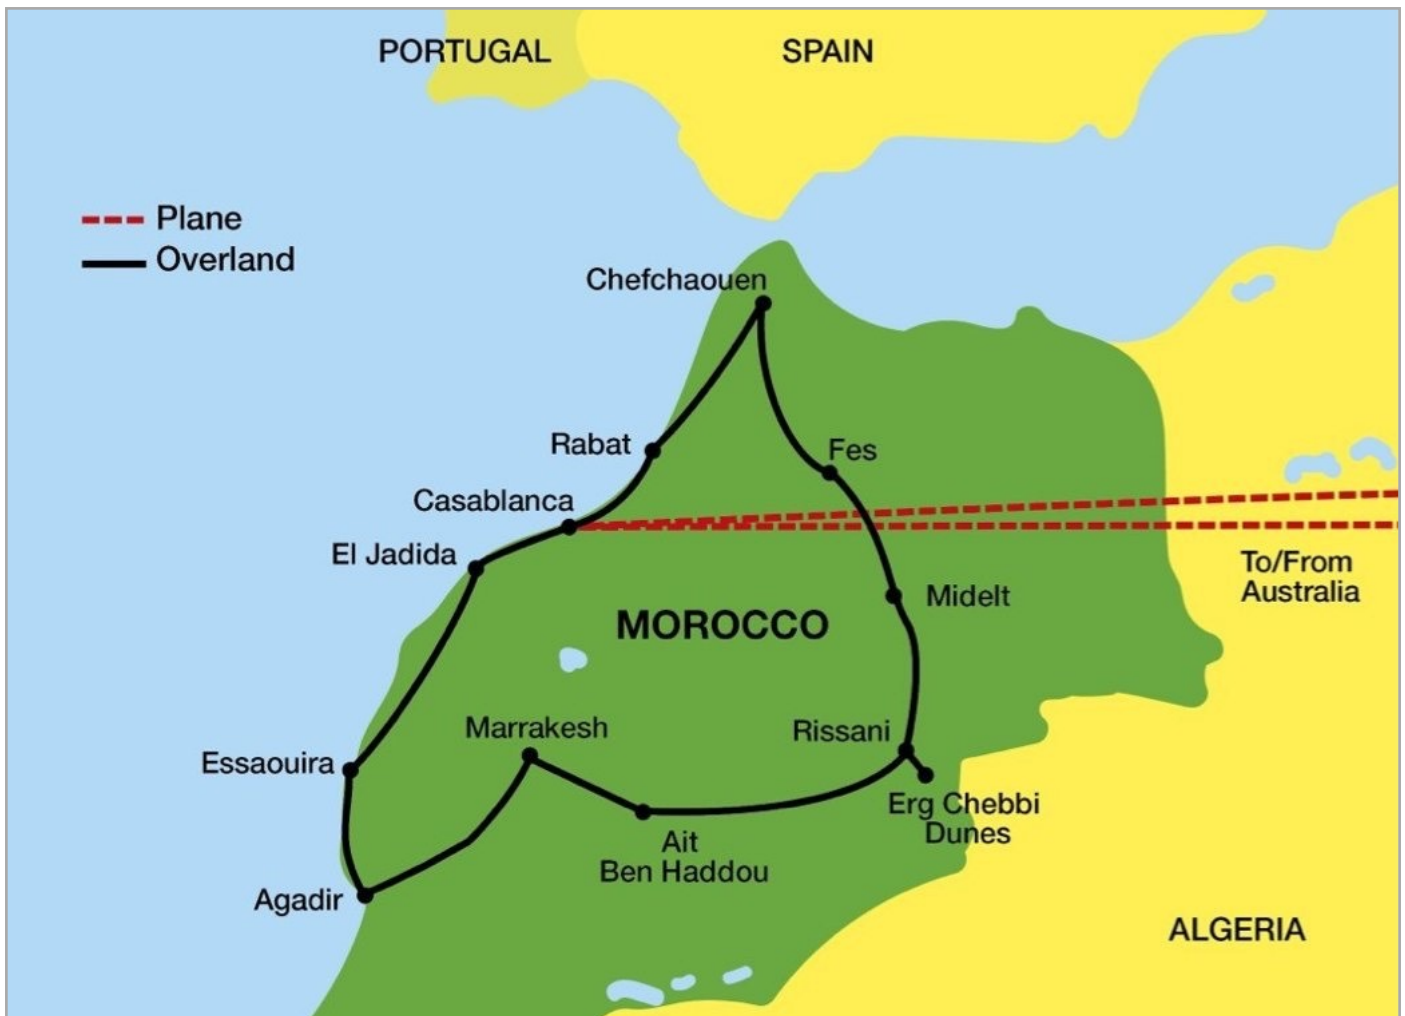 PORTUGAL
SPAIN
Plane
Overland
Chefchaouen
Rabat
Fes
Casablanca
El Jadida
To/From
Australia
Midelt
MOROCCO
Marrakesh
Rissani
Essaouira
Erg Chebbi
Dunes
Ait
Ben Haddou
Agadir
ALGERIA